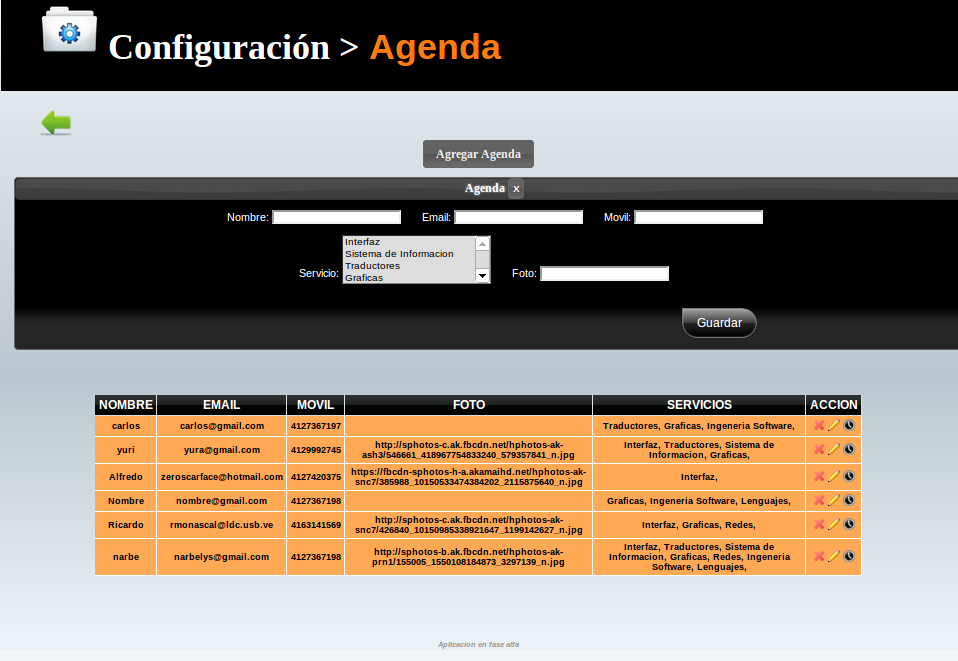 Configuración > Agenda
Agregar Agenda
Agenda x
Nombre: Email: Movil:
Interfaz
Sistema de Informacion
Traductores
Graficas
Servicio: Foto:
Guardar
NOMBRE EMAIL MOVIL FOTO SERVICIOS ACCION
carlos carlos@gmail.com 4127367197 Traductores, Graficas, Ingeneria Software,
yuri yura@gmail.com 4129992745 http://sphotos-c.ak.fbcdn.net/hphotos-ak-ash3/546661_418967754833240_579357841_n.jpg Interfaz, Traductores, Sistema de Informacion, Graficas,
Alfredo zeroscarface@hotmail.com 4127420375 https://fbcdn-sphotos-h-a.akamaihd.net/hphotos-ak-snc7/385988_10150533474384202_2115875640_n.jpg Interfaz,
Nombre nombre@gmail.com 4127367198 Graficas, Ingeneria Software, Lenguajes,
Ricardo rmonascal@ldc.usb.ve 4163141569 http://sphotos-c.ak.fbcdn.net/hphotos-ak-snc7/426840_10150985338921647_1199142627_n.jpg Interfaz, Graficas, Redes,
narbe narbelys@gmail.com 4127367198 http://sphotos-b.ak.fbcdn.net/hphotos-ak-prn1/155005_1550108184873_3297139_n.jpg Interfaz, Traductores, Sistema de Informacion, Graficas, Redes, Ingeneria Software, Lenguajes,
Aplicacion en fase alfa